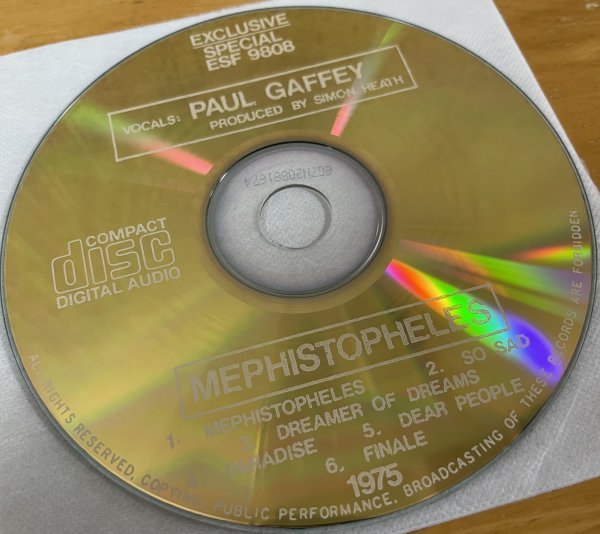 EXCLUSIVE
SPECIAL
ESF 9808
VOCALS: PAUL GAFFEY
PRODUCED BY SIMON HEATH
COMPACT
disc
DIGITAL AUDIO
MEPHISTOPHELES
1. MEPHISTOPHELES 2. SO SAD
3. DREAMER OF DREAMS
PARADISE 5. DEAR PEOPLE
6. FINALE
1975
ALL RIGHTS RESERVED. COPYING, PUBLIC PERFORMANCE, BROADCASTING OF THESE RECORDS ARE FORBIDDEN